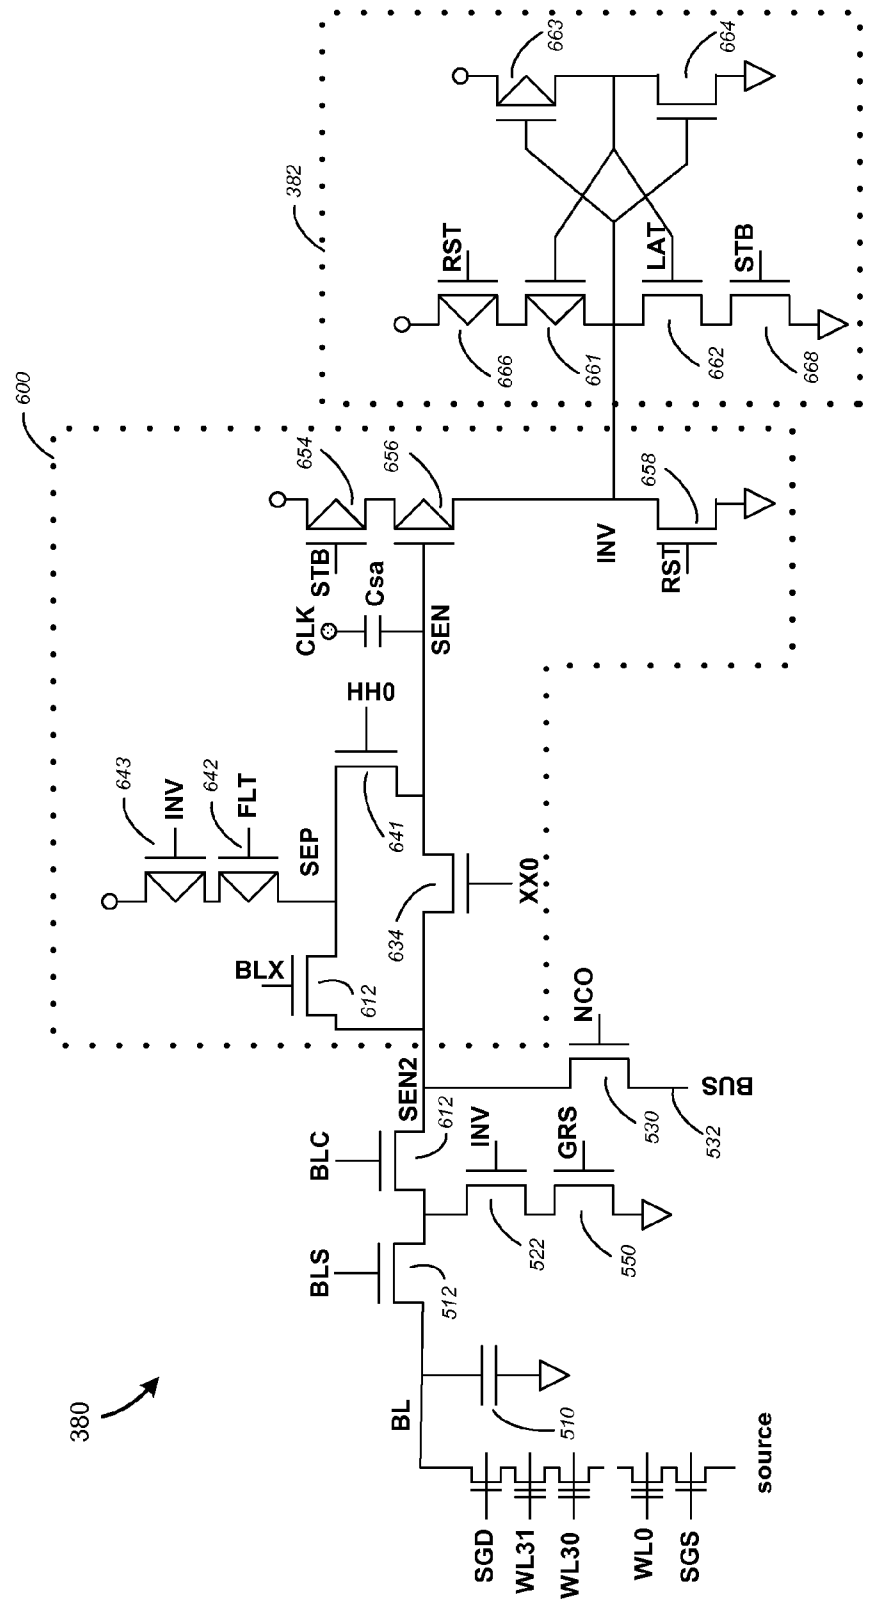 380
SGD
WL31
WL30
WL0
SGS
source
BL
510
BLS
512
BLC
612
INV
522
GRS
550
SEN2
NCO
530
532
BUS
600
BLX
612
643
INV
642
FLT
SEP
634
XX0
641
HH0
CLK
Csa
SEN
STB
654
656
INV
RST
658
382
RST
666
661
LAT
662
STB
668
663
664